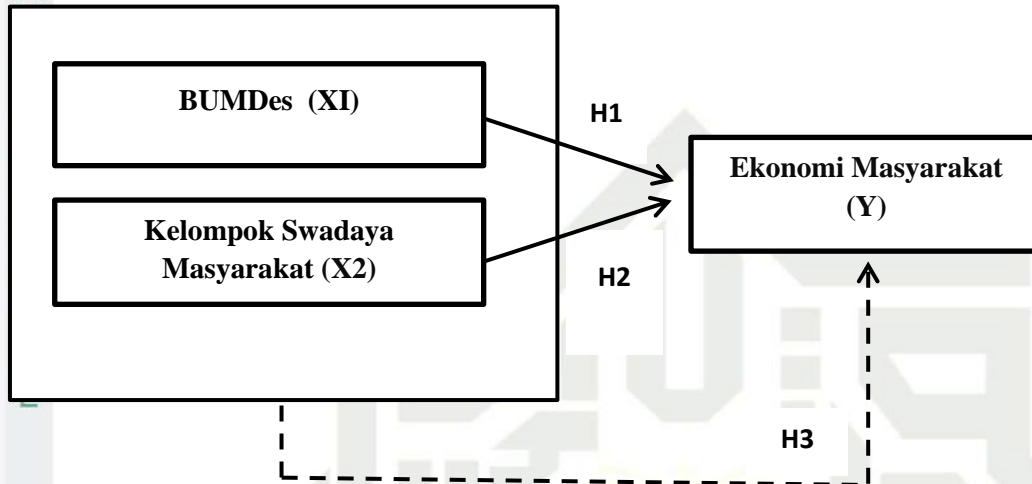 BUMDes (XI)
H1
Ekonomi Masyarakat
(Y)
Kelompok Swadaya
Masyarakat (X2)
H2
H3